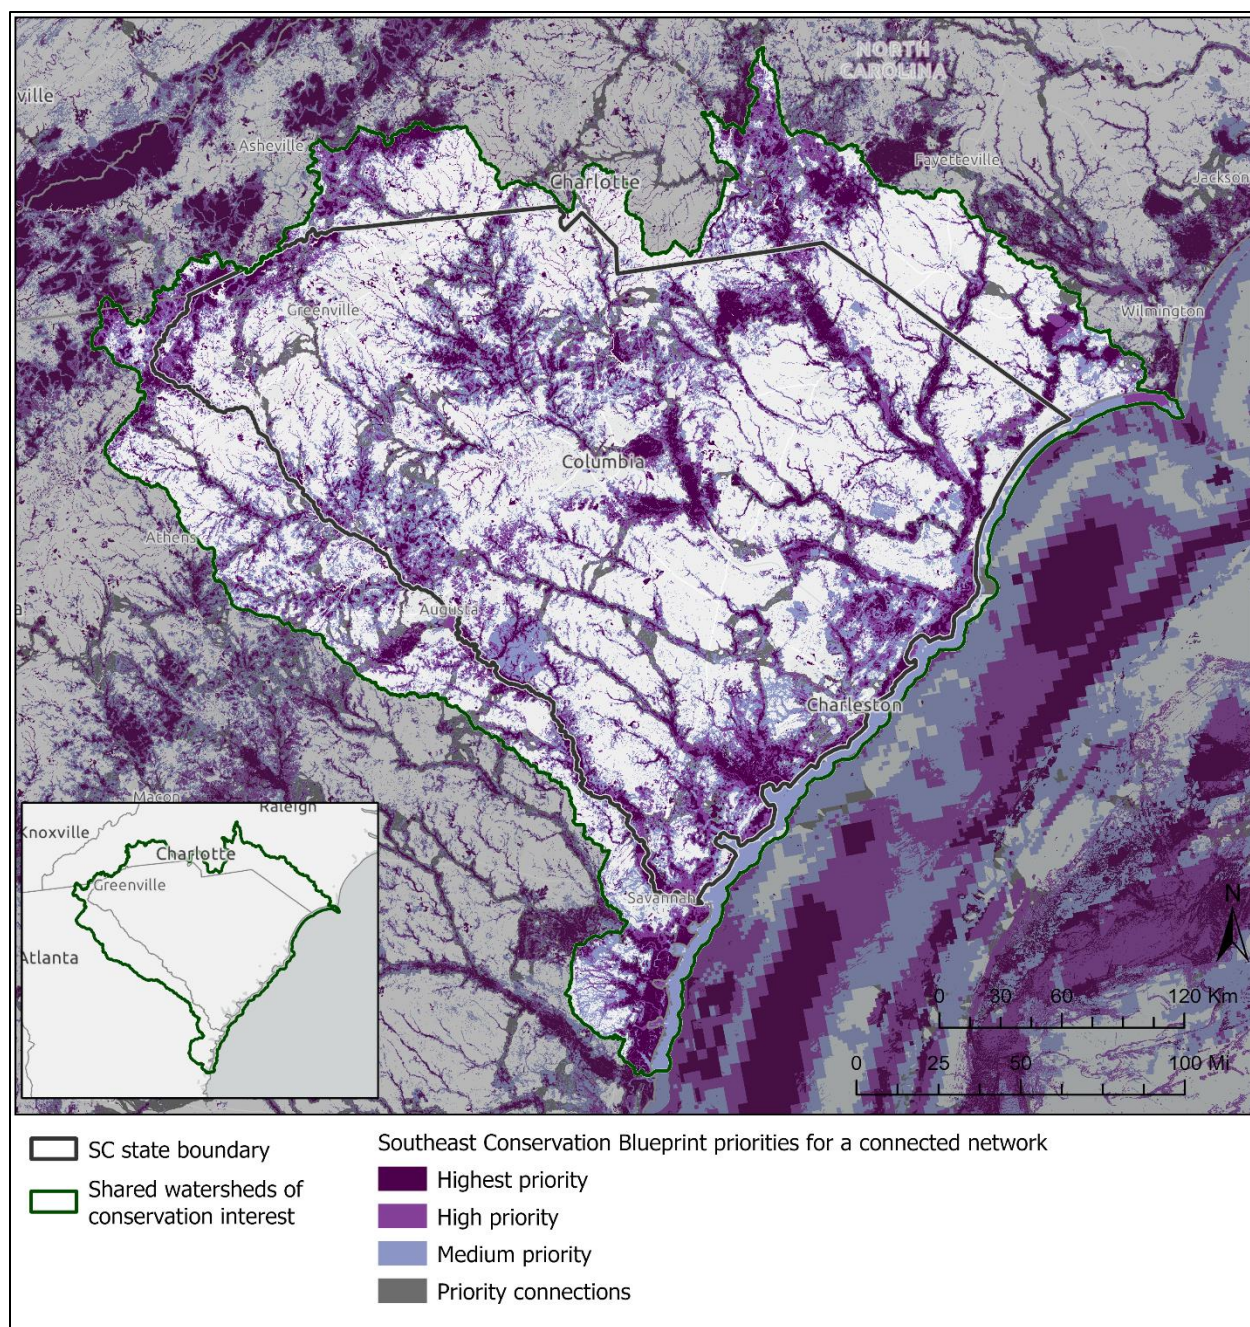 NORTH
CAROLINA
ville
Asheville
Charlotte
Fayetteville
Jackson
Greenville
Wilmington
Columbia
Athens
Augusta
Charleston
Macon
Savannah
Raleigh
Knoxville
Charlotte
Greenville
Atlanta
N
0 30 60 120 Km
0 25 50 100 Mi
SC state boundary
Shared watersheds of
conservation interest
Southeast Conservation Blueprint priorities for a connected network
Highest priority
High priority
Medium priority
Priority connections